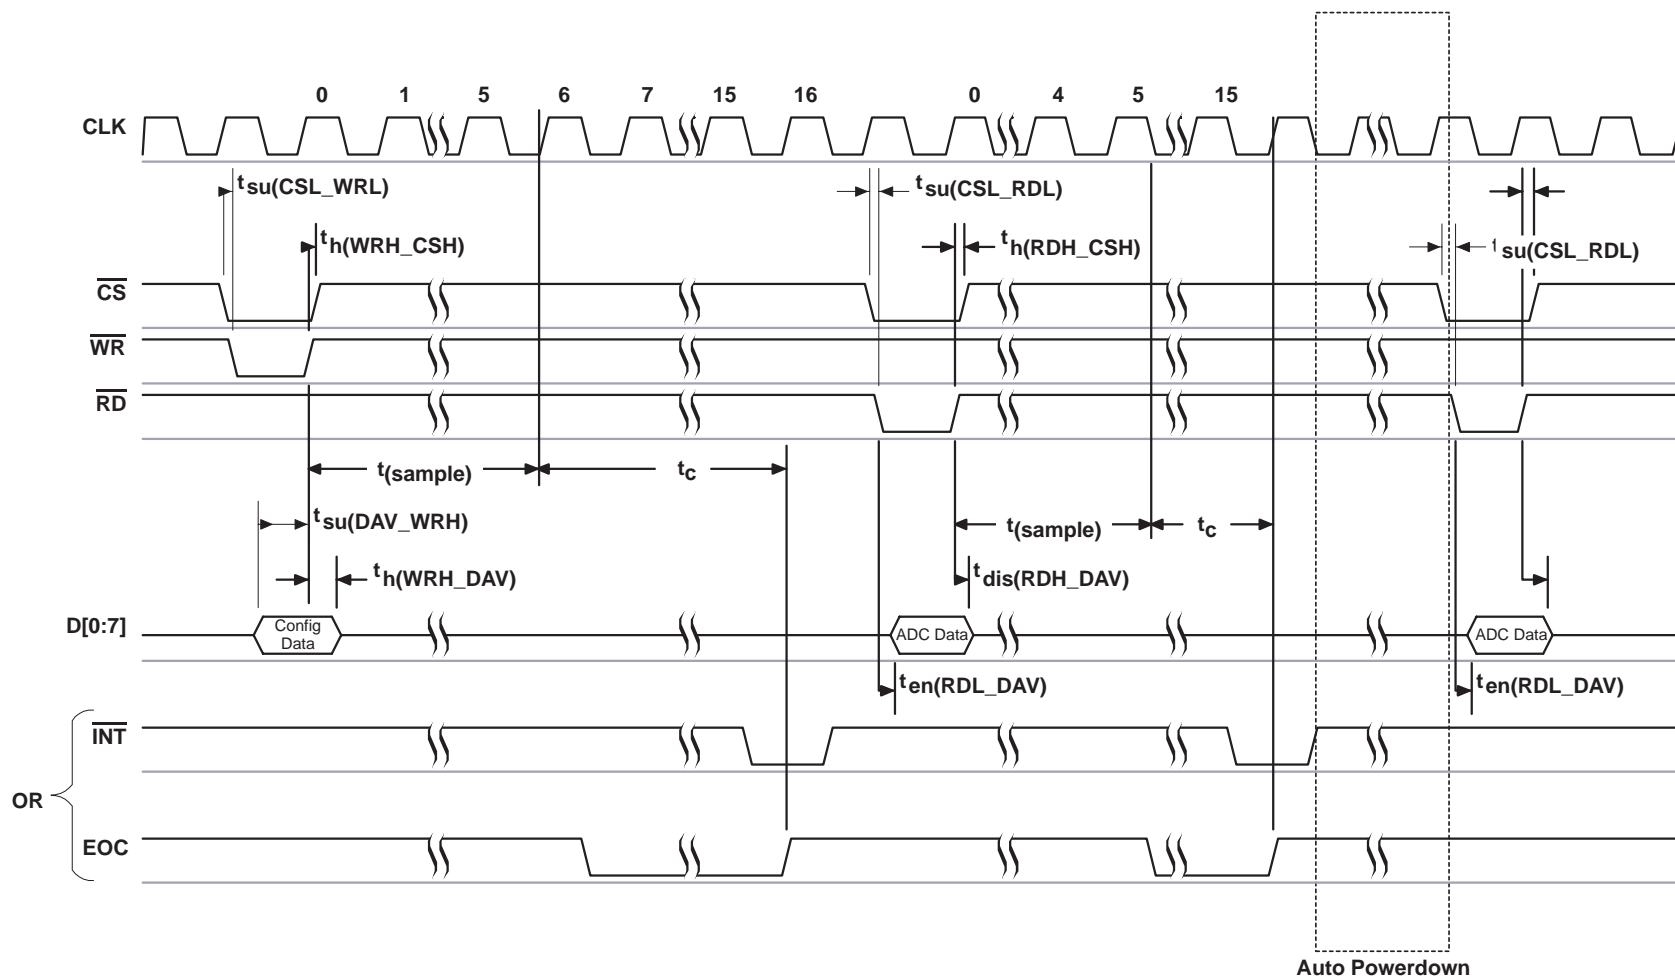 0 1 5 6 7 15 16 0 4 5 15
CLK
tsu(CSL_WRL)
tsu(CSL_RDL)
th(WRH_CSH)
th(RDH_CSH)
tsu(CSL_RDL)
CS
WR
RD
t(sample)
tc
tsu(DAV_WRH)
t(sample)
tc
th(WRH_DAV)
tdis(RDH_DAV)
D[0:7]
Config
Data
ADC Data
ADC Data
ten(RDL_DAV)
ten(RDL_DAV)
INT
OR
EOC
Auto Powerdown